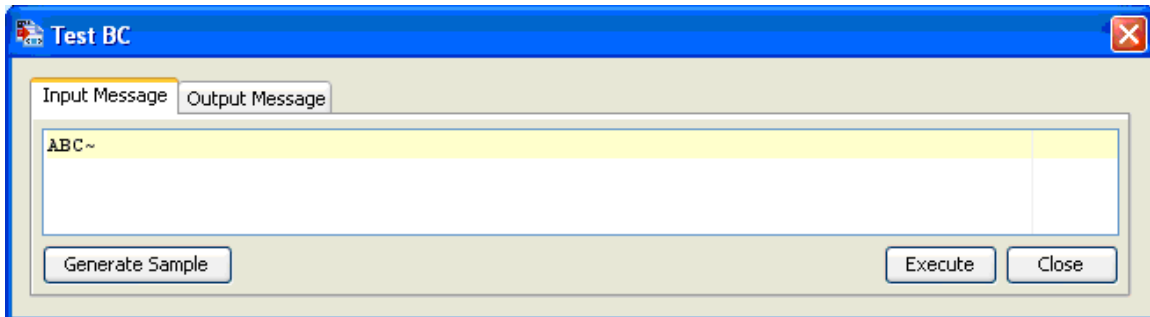 Test BC
Input Message Output Message
ABC~
Generate Sample Execute Close